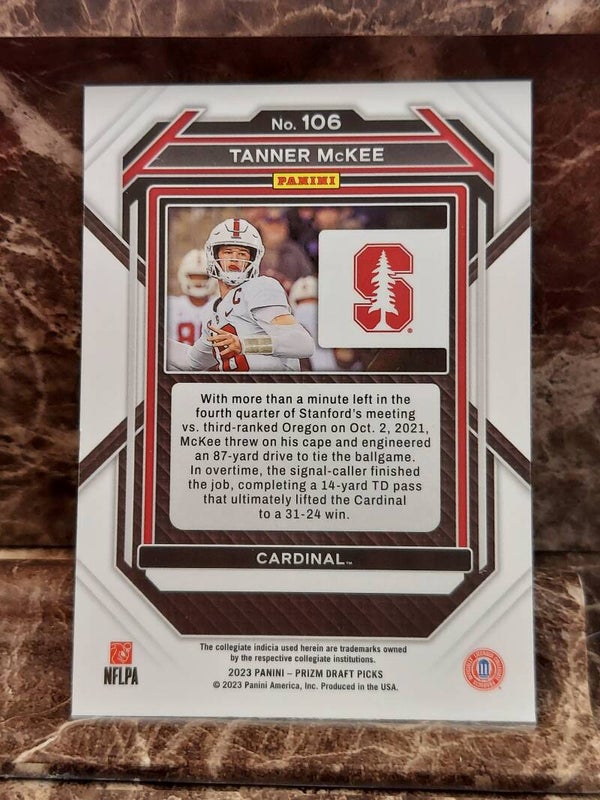 No. 106
TANNER McKEE
PANINI
C
S
®
With more than a minute left in the
fourth quarter of Stanford's meeting
vs. third-ranked Oregon on Oct. 2, 2021,
McKee threw on his cape and engineered
an 87-yard drive to tie the ballgame.
In overtime, the signal-caller finished
the job, completing a 14-yard TD pass
that ultimately lifted the Cardinal
to a 31-24 win.
CARDINAL™
The collegiate indicia used herein are trademarks owned
by the respective collegiate institutions.
2023 PANINI – PRIZM DRAFT PICKS
© 2023 Panini America, Inc. Produced in the USA.
NFLPA